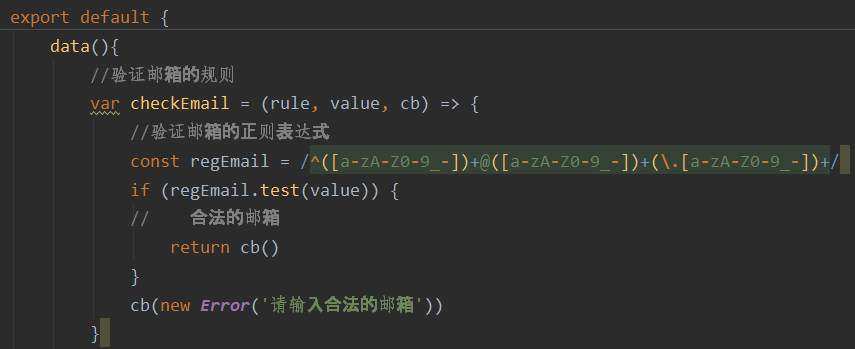 export default {
data(){
//验证邮箱的规则
var checkEmail = (rule, value, cb) => {
//验证邮箱的正则表达式
const regEmail = /^([a-zA-Z0-9_-])+@([a-zA-Z0-9_-])+(\.[a-zA-Z0-9_-])+/
if (regEmail.test(value)) {
// 合法的邮箱
return cb()
}
cb(new Error('请输入合法的邮箱'))
}